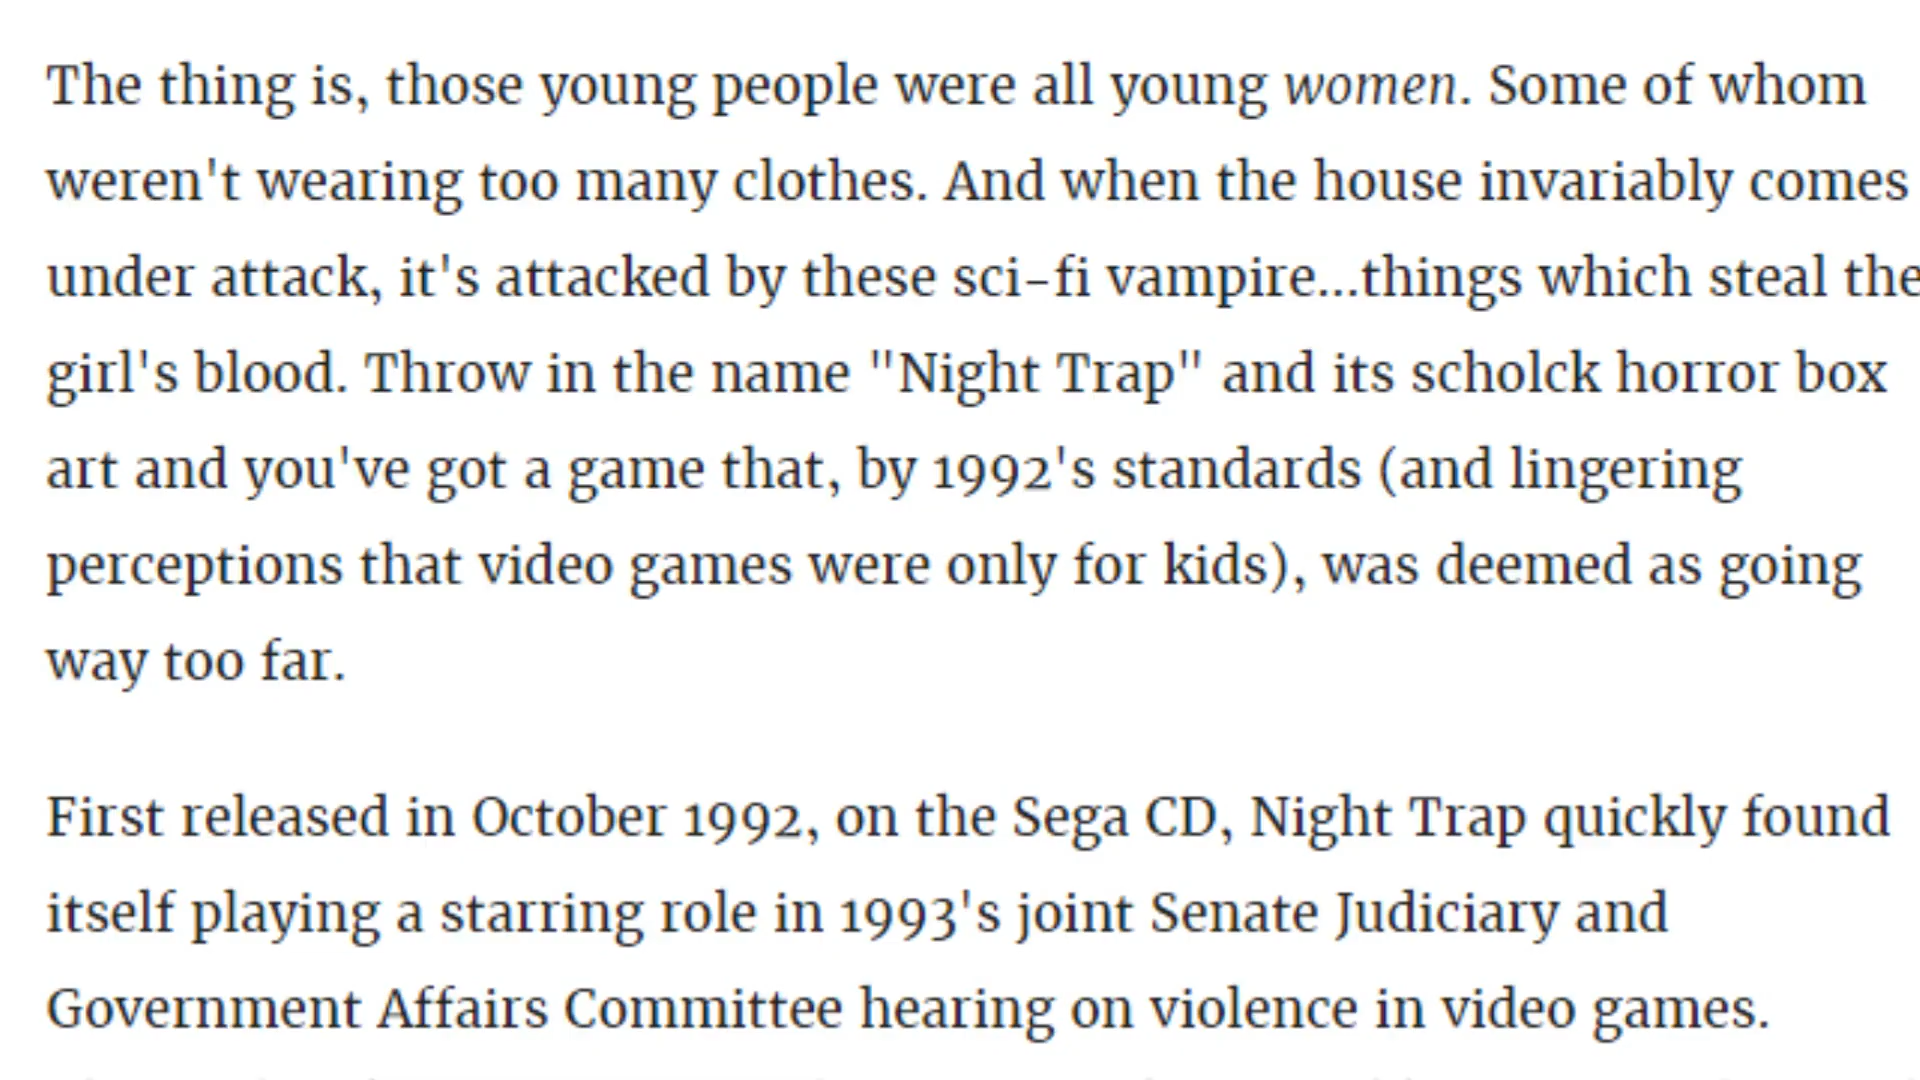 The thing is, those young people were all young women. Some of whom
weren't wearing too many clothes. And when the house invariably comes
under attack, it's attacked by these sci-fi vampire...things which steal the
girl's blood. Throw in the name "Night Trap" and its scholck horror box
art and you've got a game that, by 1992's standards (and lingering
perceptions that video games were only for kids), was deemed as going
way too far.
First released in October 1992, on the Sega CD, Night Trap quickly found
itself playing a starring role in 1993's joint Senate Judiciary and
Government Affairs Committee hearing on violence in video games.